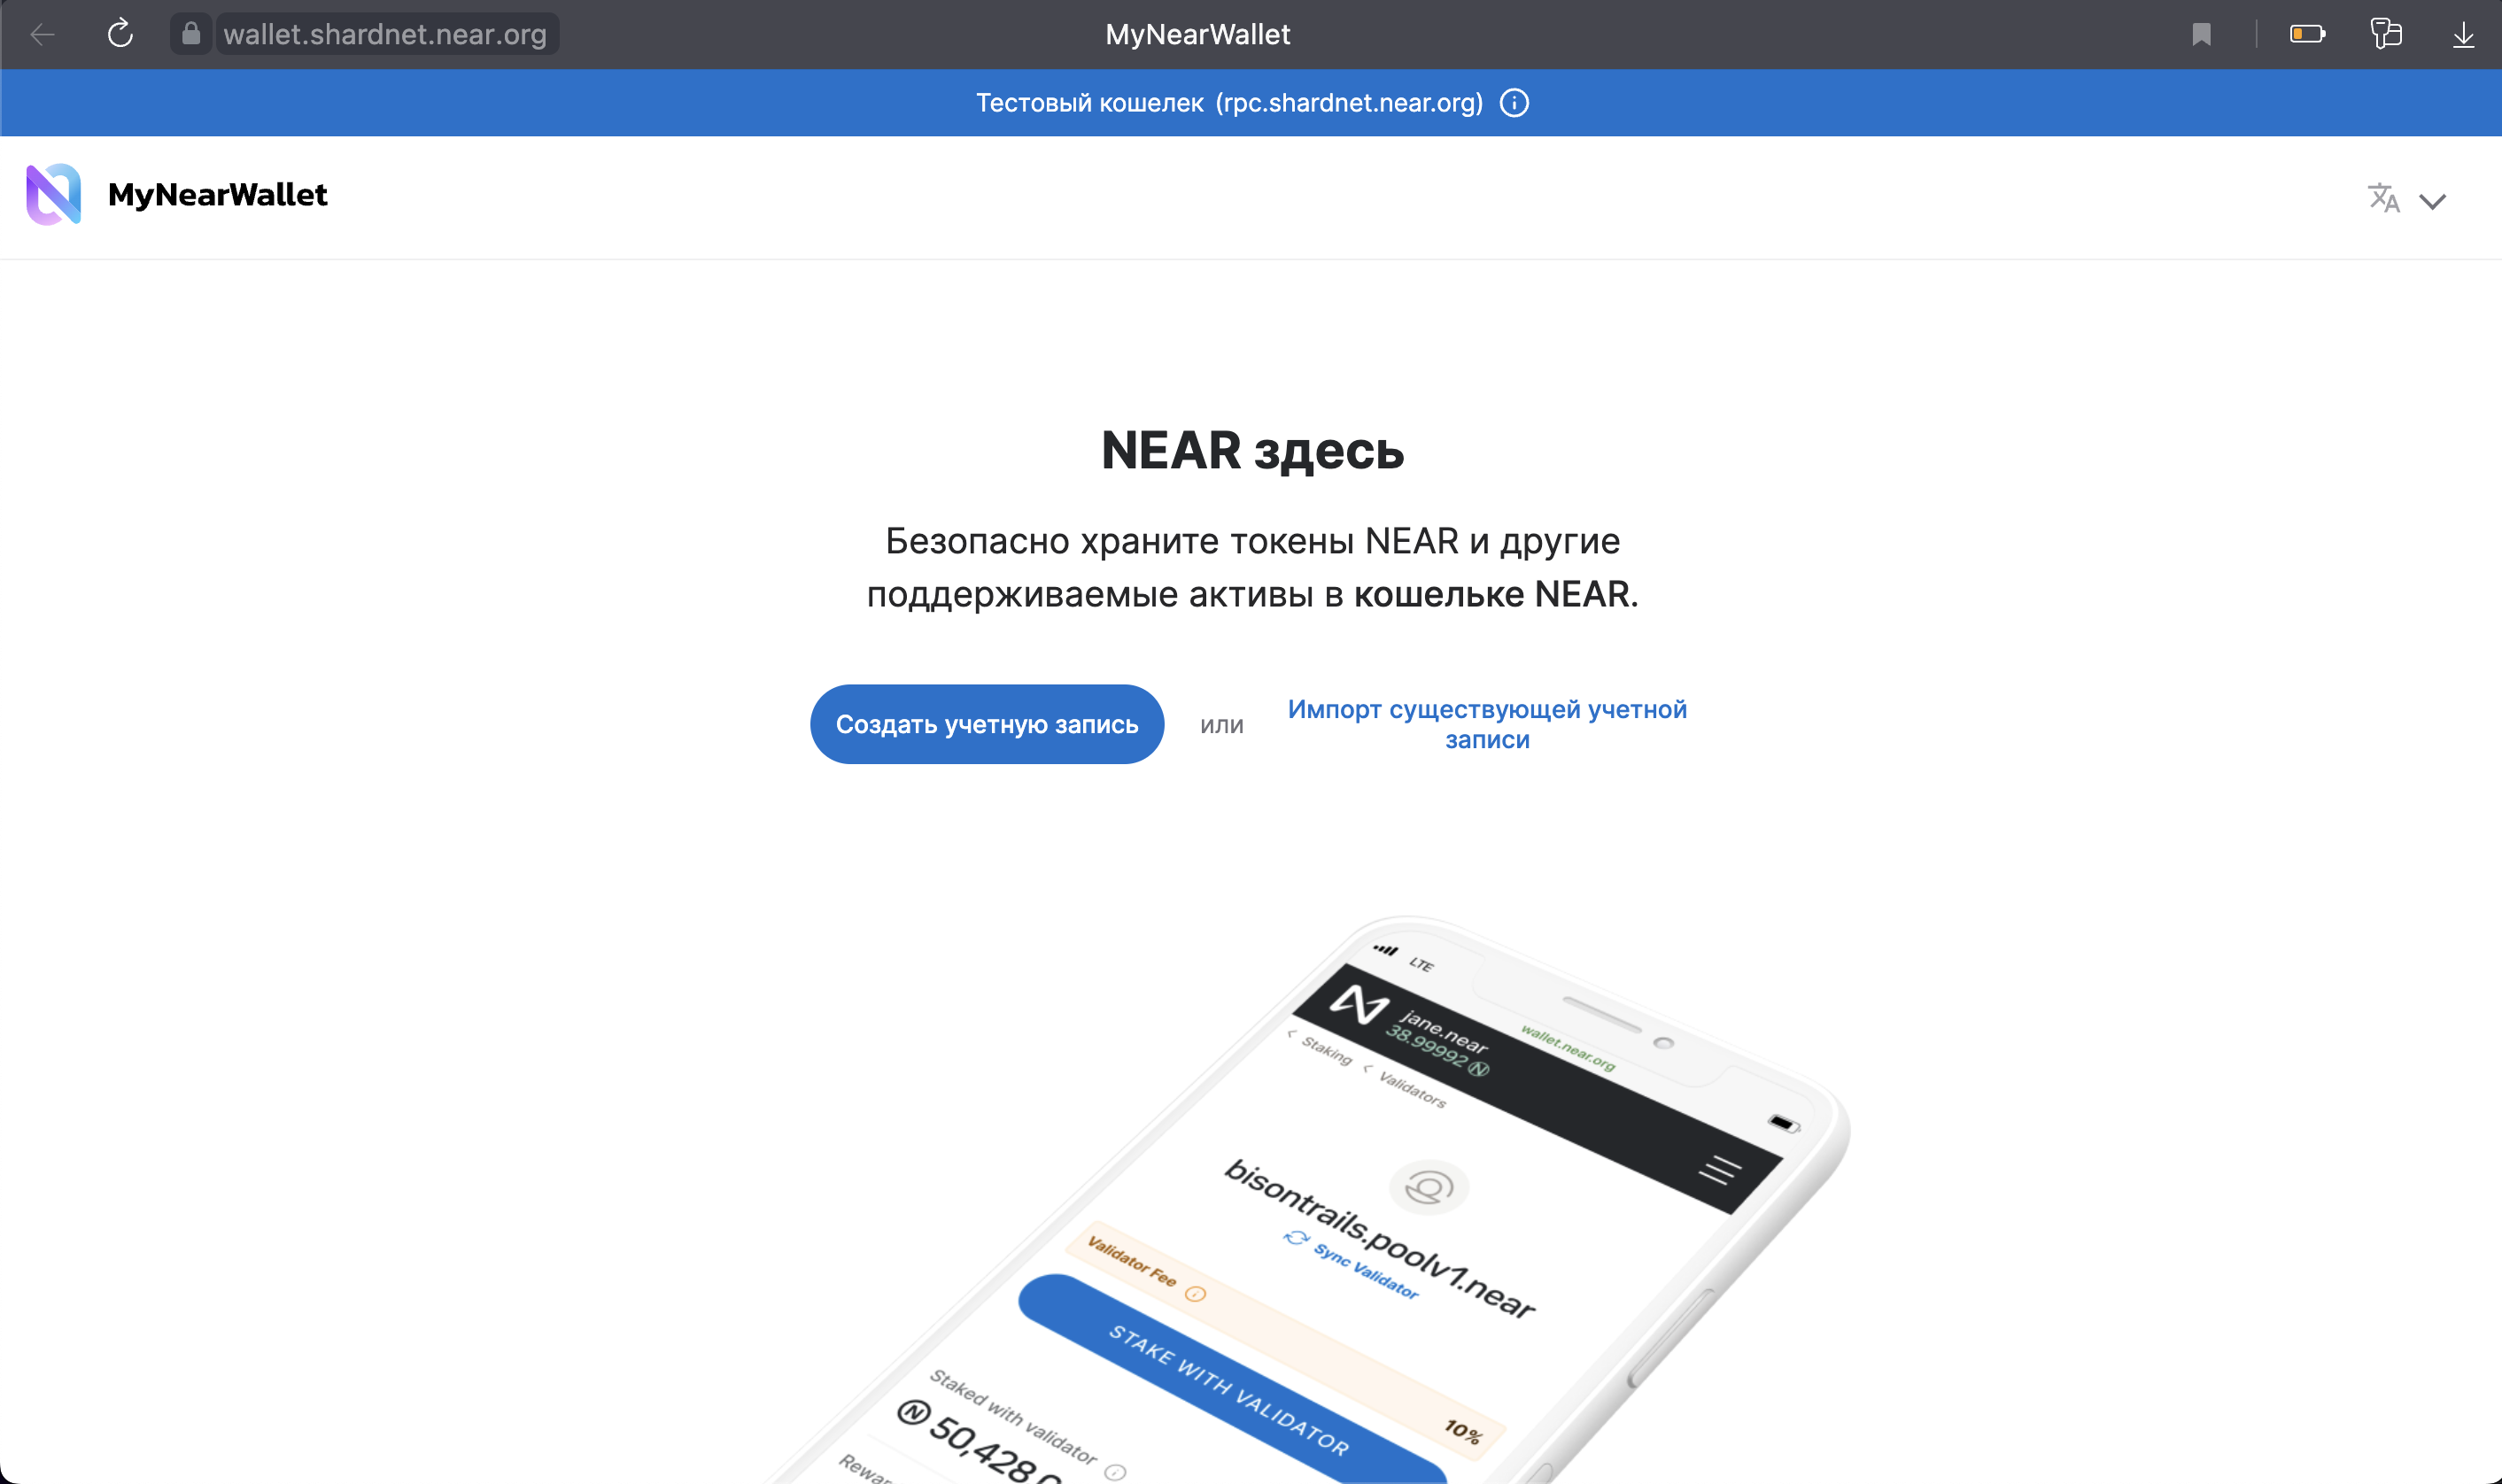 wallet.shardnet.near.org
MyNearWallet
Тестовый кошелек (rpc.shardnet.near.org)
MyNearWallet
NEAR здесь
Безопасно храните токены NEAR и другие
поддерживаемые активы в кошельке NEAR.
Создать учетную запись
или
Импорт существующей учетной
записи
LTE
wallet.near.org
jane.near
38.99992
< Staking < Validators
bisontrails.poolv1.near
Sync Validator
Validator Fee
10%
STAKE WITH VALIDATOR
Staked with validator
50,428